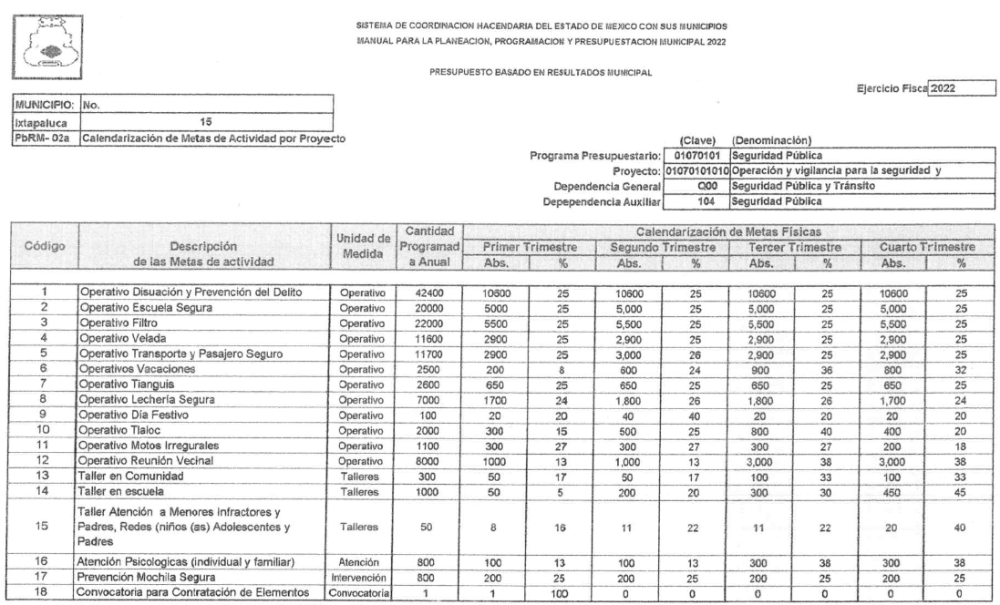 SISTEMA DE COORDINACION HACENDARIA DEL ESTADO DE MEXICO CON SUS MUNICIPIOS
MANUAL PARA LA PLANEACION, PROGRAMACION Y PRESUPUESTACION MUNICIPAL 2022
PRESUPUESTO BASADO EN RESULTADOS MUNICIPAL
Ejercicio Fisca 2022
MUNICIPIO: No.
Ixtapaluca 15
PbRM- 02a Calendarización de Metas de Actividad por Proyecto
(Clave) (Denominación)
Programa Presupuestario: 01070101 Seguridad Pública
Proyecto: 01070101010 Operación y vigilancia para la seguridad y
Dependencia General Q00 Seguridad Pública y Tránsito
Depependencia Auxiliar 104 Seguridad Pública
Código Descripción de las Metas de actividad Unidad de Medida Cantidad Programad a Anual Calendarización de Metas Físicas
Primer Trimestre Segundo Trimestre Tercer Trimestre Cuarto Trimestre
Abs. % Abs. % Abs. % Abs. %
1 Operativo Disuación y Prevención del Delito Operativo 42400 10600 25 10600 25 10600 25 10600 25
2 Operativo Escuela Segura Operativo 20000 5000 25 5,000 25 5,000 25 5,000 25
3 Operativo Filtro Operativo 22000 5500 25 5,500 25 5,500 25 5,500 25
4 Operativo Velada Operativo 11600 2900 25 2,900 25 2,900 25 2,900 25
5 Operativo Transporte y Pasajero Seguro Operativo 11700 2900 25 3,000 26 2,900 25 2,900 25
6 Operativos Vacaciones Operativo 2500 200 8 600 24 900 36 800 32
7 Operativo Tianguis Operativo 2600 650 25 650 25 650 25 650 25
8 Operativo Lechería Segura Operativo 7000 1700 24 1,800 26 1,800 26 1,700 24
9 Operativo Día Festivo Operativo 100 20 20 40 40 20 20 20 20
10 Operativo Tlaloc Operativo 2000 300 15 500 25 800 40 400 20
11 Operativo Motos Irregurales Operativo 1100 300 27 300 27 300 27 200 18
12 Operativo Reunión Vecinal Operativo 8000 1000 13 1,000 13 3,000 38 3,000 38
13 Taller en Comunidad Talleres 300 50 17 50 17 100 33 100 33
14 Taller en escuela Talleres 1000 50 5 200 20 300 30 450 45
15 Taller Atención a Menores Infractores y Padres, Redes (niños (as) Adolescentes y Padres Talleres 50 8 16 11 22 11 22 20 40
16 Atención Psicologicas (individual y familiar) Atención 800 100 13 100 13 300 38 300 38
17 Prevención Mochila Segura Intervención 800 200 25 200 25 200 25 200 25
18 Convocatoria para Contratación de Elementos Convocatoria 1 1 100 0 0 0 0 0 0